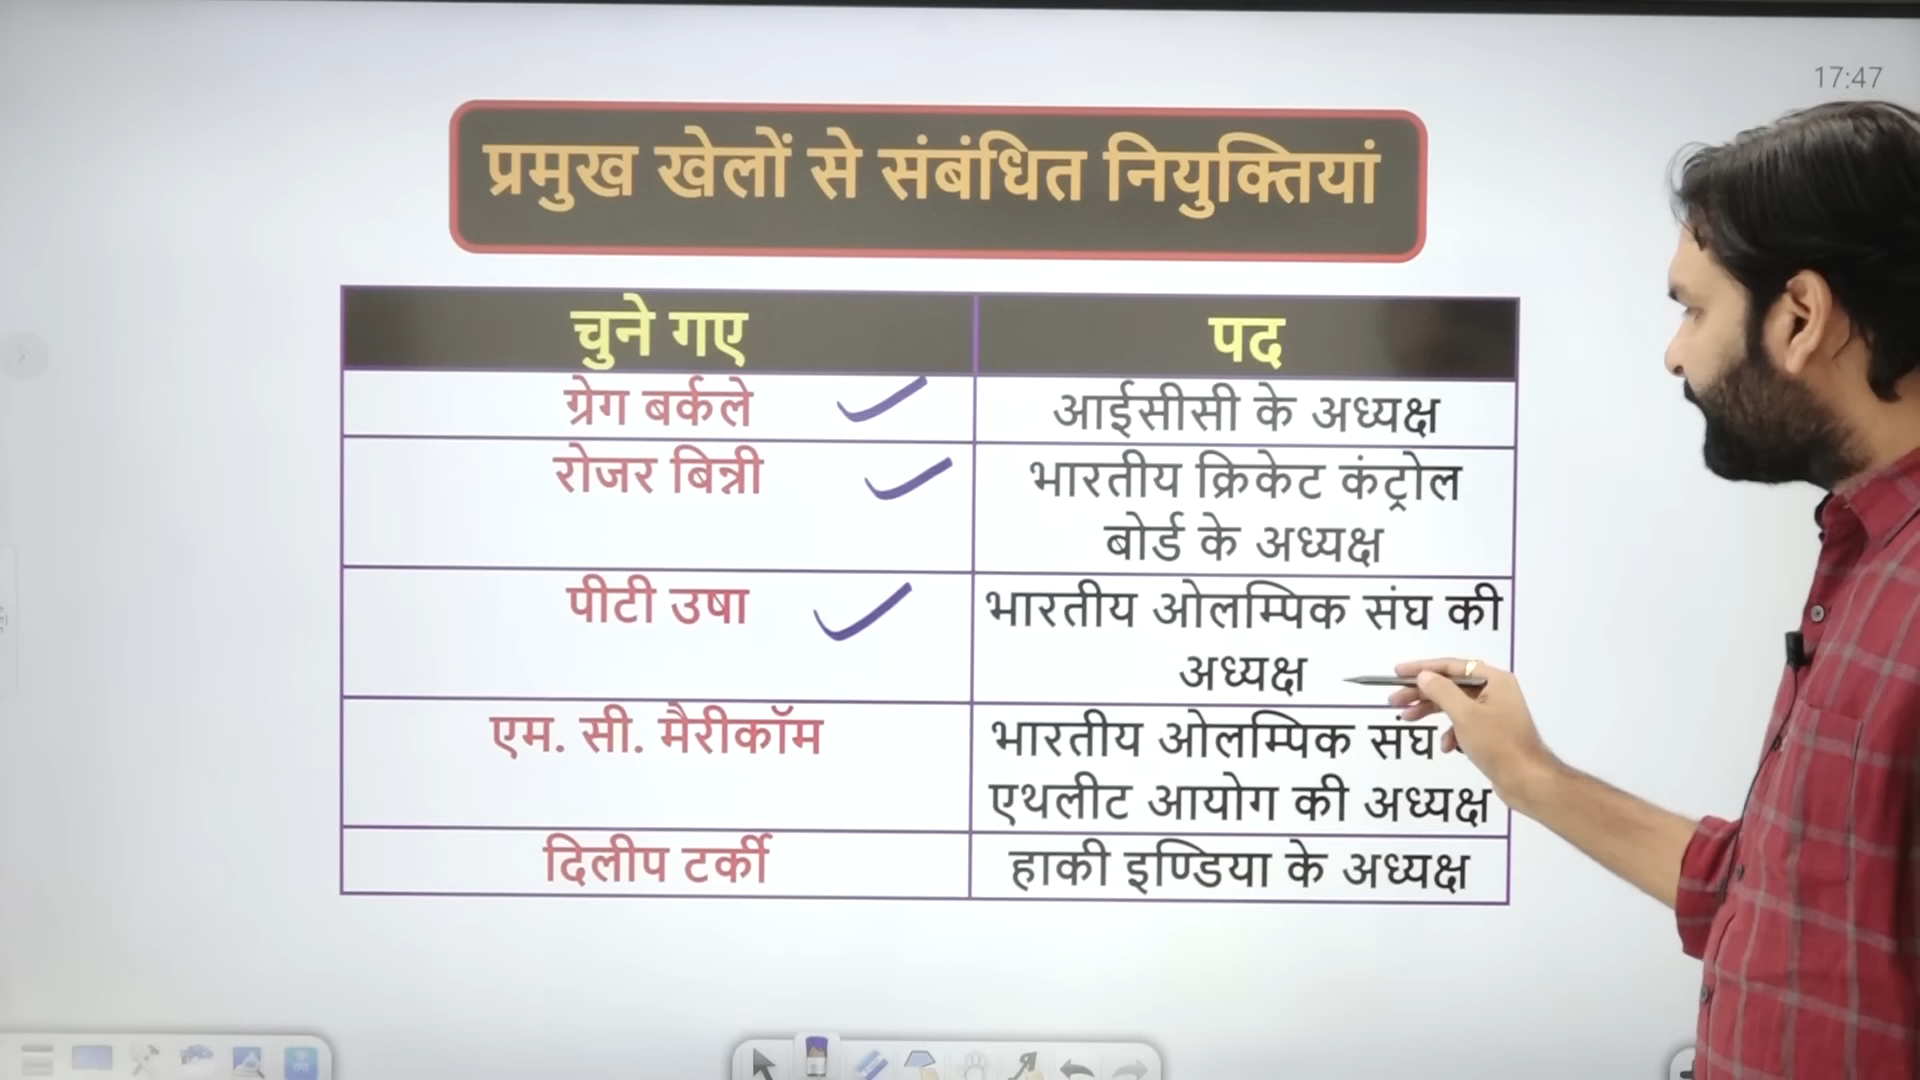 17:47
प्रमुख खेलों से संबंधित नियुक्तियां
चुने गए
पद
ग्रेग बर्कले
आईसीसी के अध्यक्ष
रोजर बिन्नी
भारतीय क्रिकेट कंट्रोल
बोर्ड के अध्यक्ष
पीटी उषा
भारतीय ओलम्पिक संघ की
अध्यक्ष
एम. सी. मैरीकॉम
भारतीय ओलम्पिक संघ
एथलीट आयोग की अध्यक्ष
दिलीप टर्की
हाकी इण्डिया के अध्यक्ष